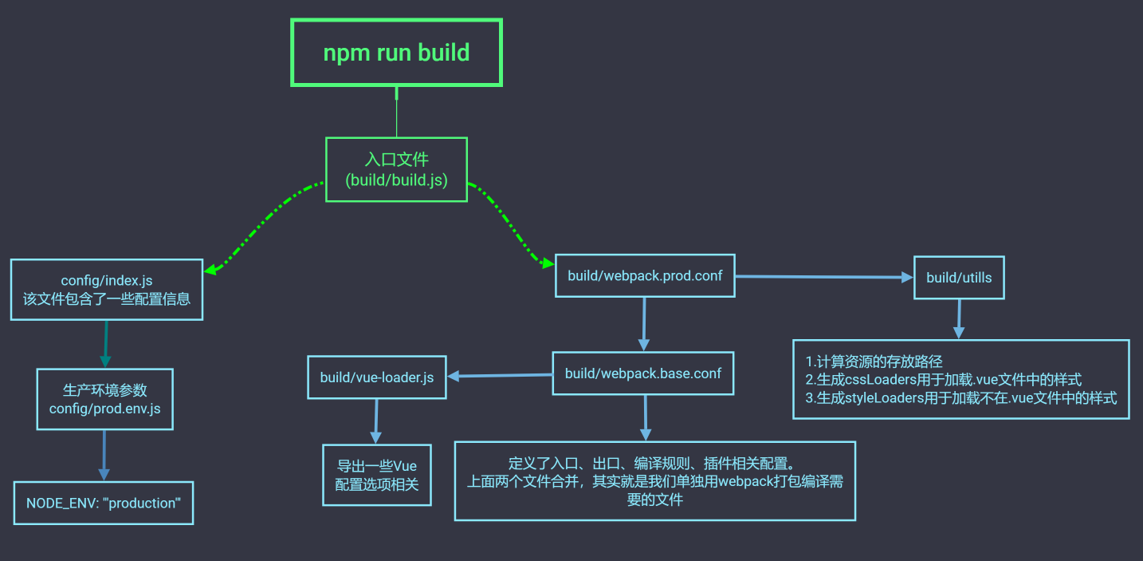 npm run build
入口文件
(build/build.js)
config/index.js
该文件包含了一些配置信息
build/webpack.prod.conf
build/utills
生产环境参数
config/prod.env.js
build/vue-loader.js
build/webpack.base.conf
1.计算资源的存放路径
2.生成cssLoaders用于加载.vue文件中的样式
3.生成styleLoaders用于加载不在.vue文件中的样式
NODE_ENV: '"production"'
导出一些Vue
配置选项相关
定义了入口、出口、编译规则、插件相关配置。
上面两个文件合并，其实就是我们单独用webpack打包编译需
要的文件